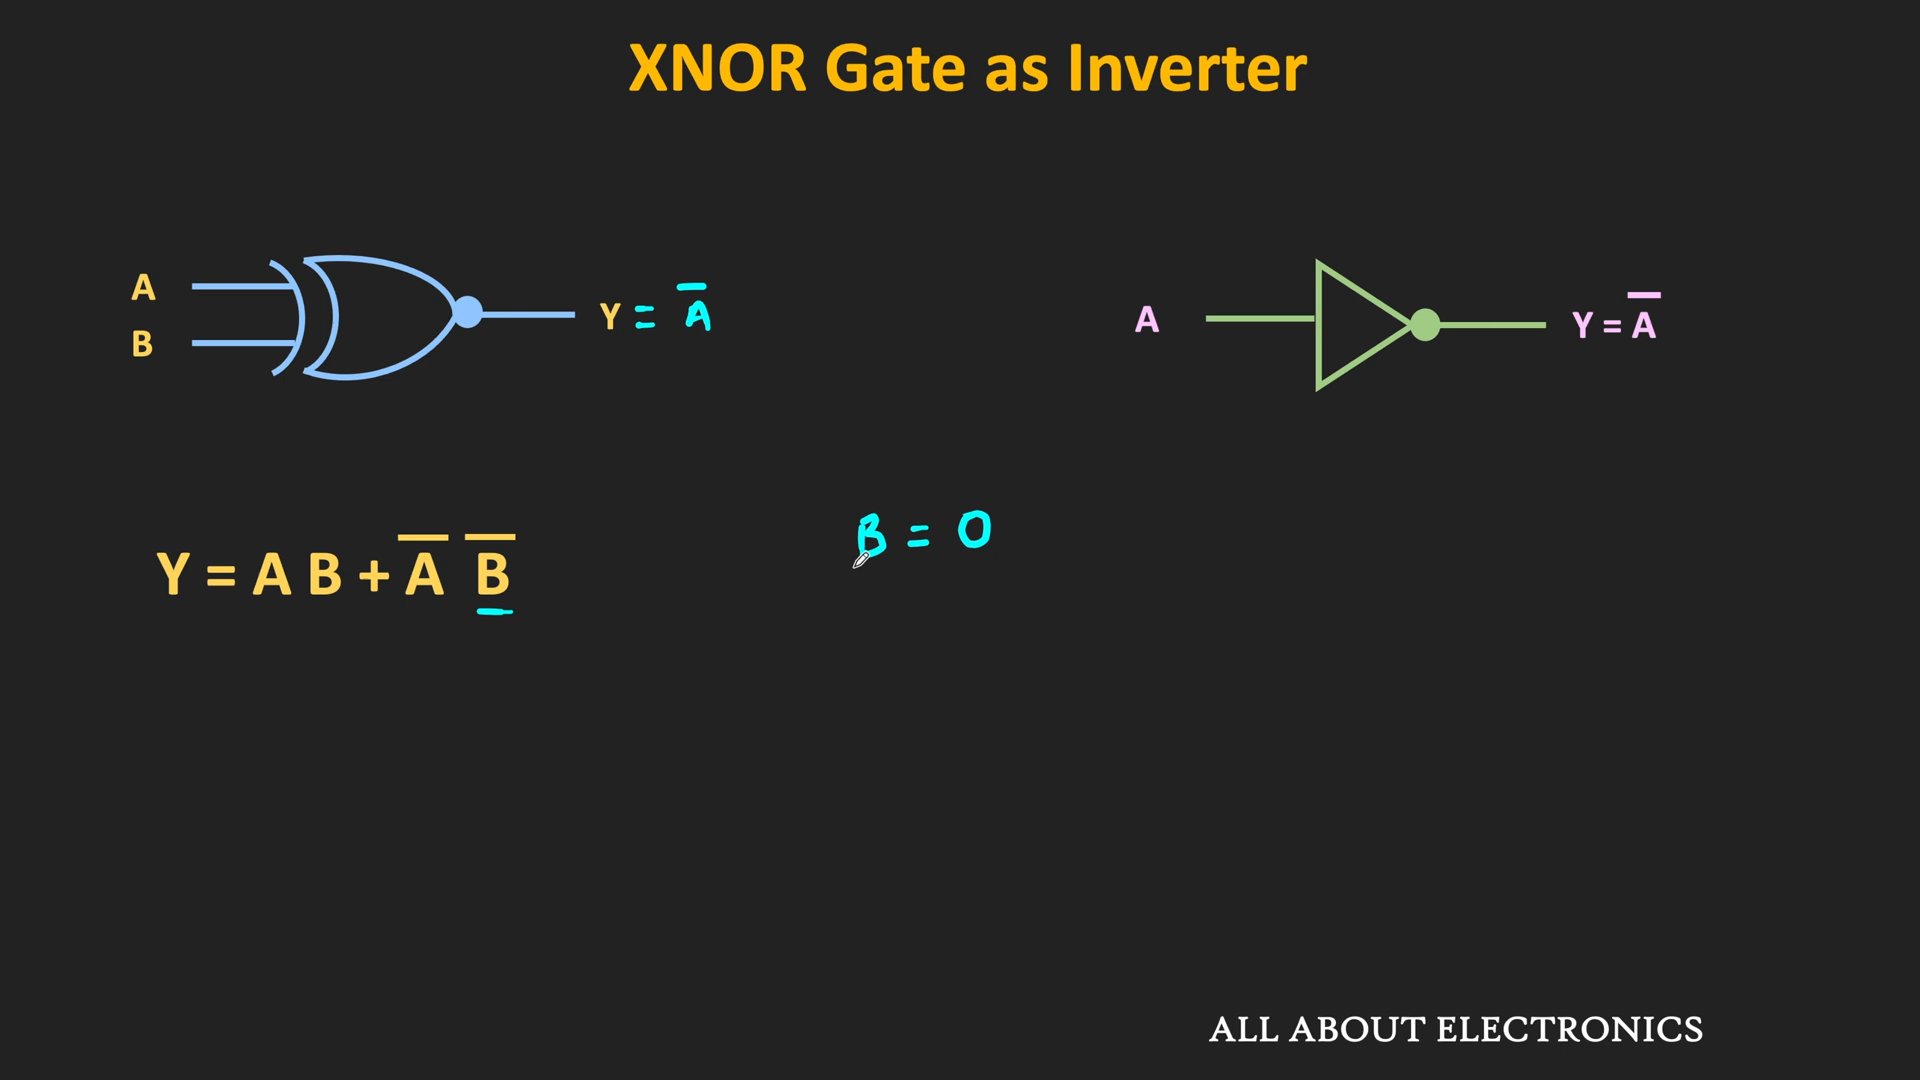 XNOR Gate as Inverter
A
B
Y = A̅
A
Y = A̅
B = 0
Y = A B + A̅ B̅
ALL ABOUT ELECTRONICS